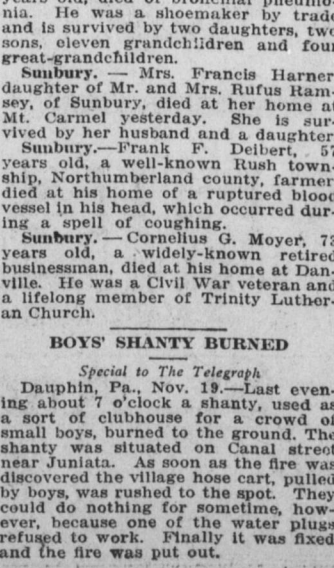 years old, died of bronchial pneumo-
nia. He was a shoemaker by trad
and is survived by two daughters, two
sons, eleven grandchildren and four
great-grandchildren.
Sunbury. — Mrs. Francis Harner
daughter of Mr. and Mrs. Rufus Ram-
sey, of Sunbury, died at her home a
Mt. Carmel yesterday. She is sur-
vived by her husband and a daughter
Sunbury.—Frank F. Deibert, 57
years old, a well-known Rush town-
ship, Northumberland county, farmer
died at his home of a ruptured blood
vessel in his head, which occurred dur-
ing a spell of coughing.
Sunbury. — Cornelius G. Moyer, 73
years old, a widely-known retired
businessman, died at his home at Dan-
ville. He was a Civil War veteran and
a lifelong member of Trinity Luther-
an Church.
BOYS' SHANTY BURNED
Special to The Telegraph
Dauphin, Pa., Nov. 19.—Last even-
ing about 7 o'clock a shanty, used as
a sort of clubhouse for a crowd of
small boys, burned to the ground. The
shanty was situated on Canal street
near Juniata. As soon as the fire was
discovered the village hose cart, pulled
by boys, was rushed to the spot. They
could do nothing for sometime, how-
ever, because one of the water plugs
refused to work. Finally it was fixed
and the fire was put out.